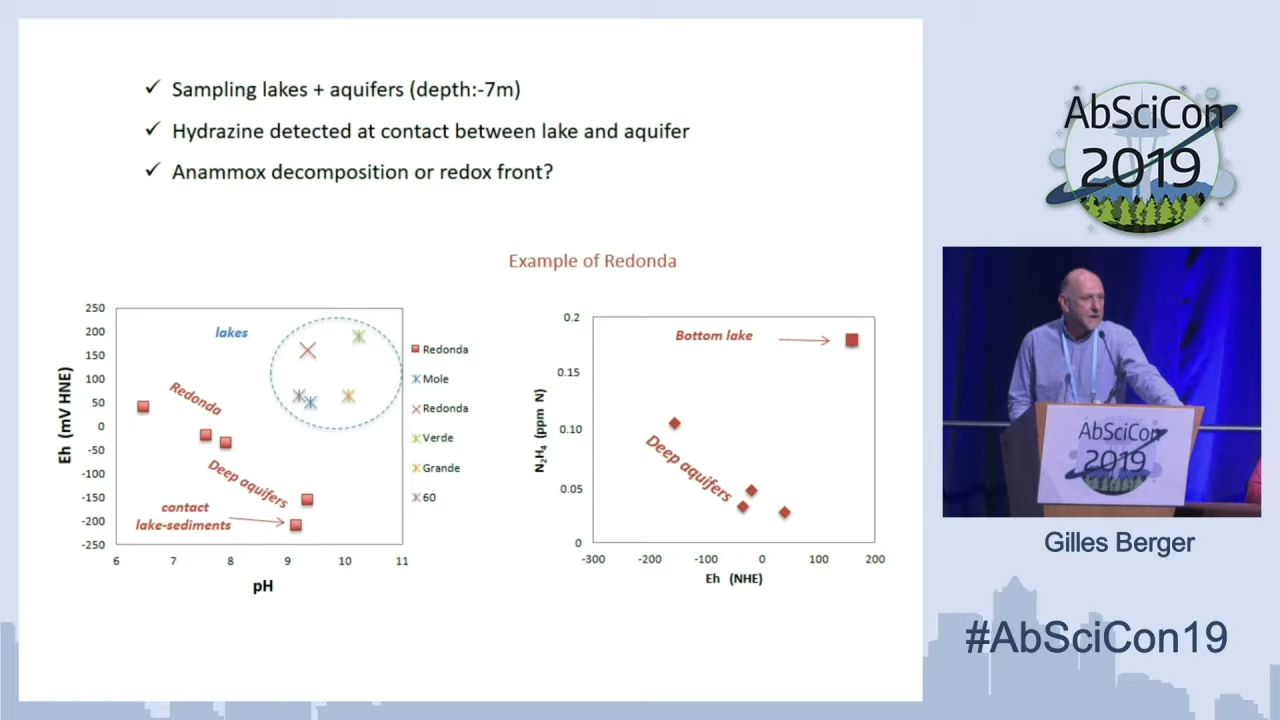 ✓ Sampling lakes + aquifers (depth:-7m)
✓ Hydrazine detected at contact between lake and aquifer
✓ Anammox decomposition or redox front?
Example of Redonda
250
200
150
100
50
0
-50
-100
-150
-200
-250
Eh (mV HNE)
6
7
8
9
10
11
pH
lakes
Redonda
Deep aquifers
contact
lake-sediments
Redonda
Mole
Redonda
Verde
Grande
60
0.2
0.15
0.10
0.05
0
N₂H₄ (ppm N)
-300
-200
-100
0
100
200
Eh (NHE)
Bottom lake
Deep aquifers
AbSciCon
2019
AbSciCon
2019
Gilles Berger
#AbSciCon19